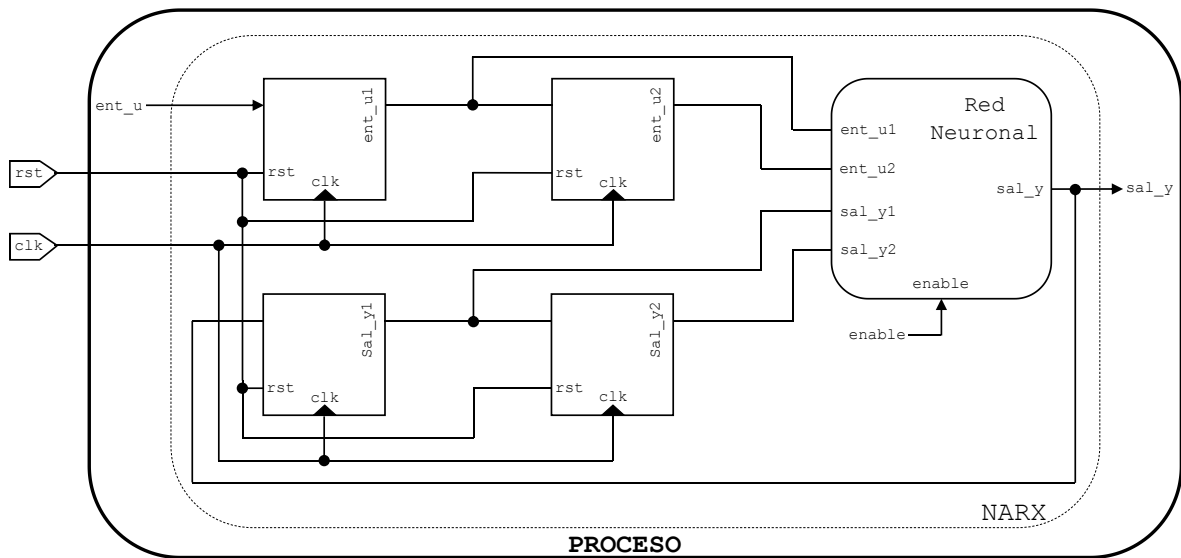 ent_u
ent_u1
ent_u2
Red
Neuronal
ent_u1
ent_u2
sal_y1
sal_y2
sal_y
sal_y
enable
enable
rst
rst
clk
rst
clk
clk
Sal_y1
Sal_y2
rst
clk
rst
clk
NARX
PROCESO